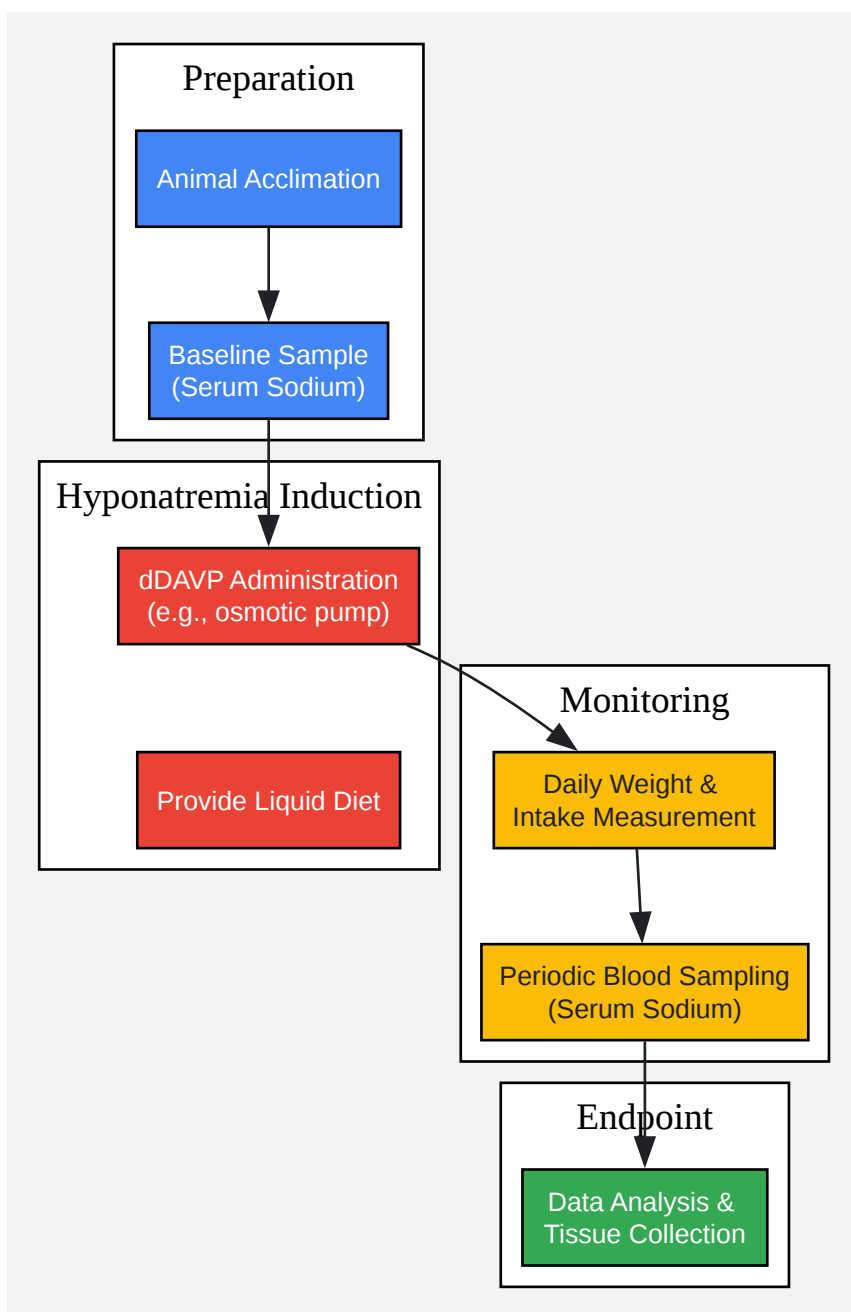 Preparation
Animal Acclimation
Baseline Sample
(Serum Sodium)
Hyponatremia Induction
dDAVP Administration
(e.g., osmotic pump)
Provide Liquid Diet
Monitoring
Daily Weight &
Intake Measurement
Periodic Blood Sampling
(Serum Sodium)
Endpoint
Data Analysis &
Tissue Collection